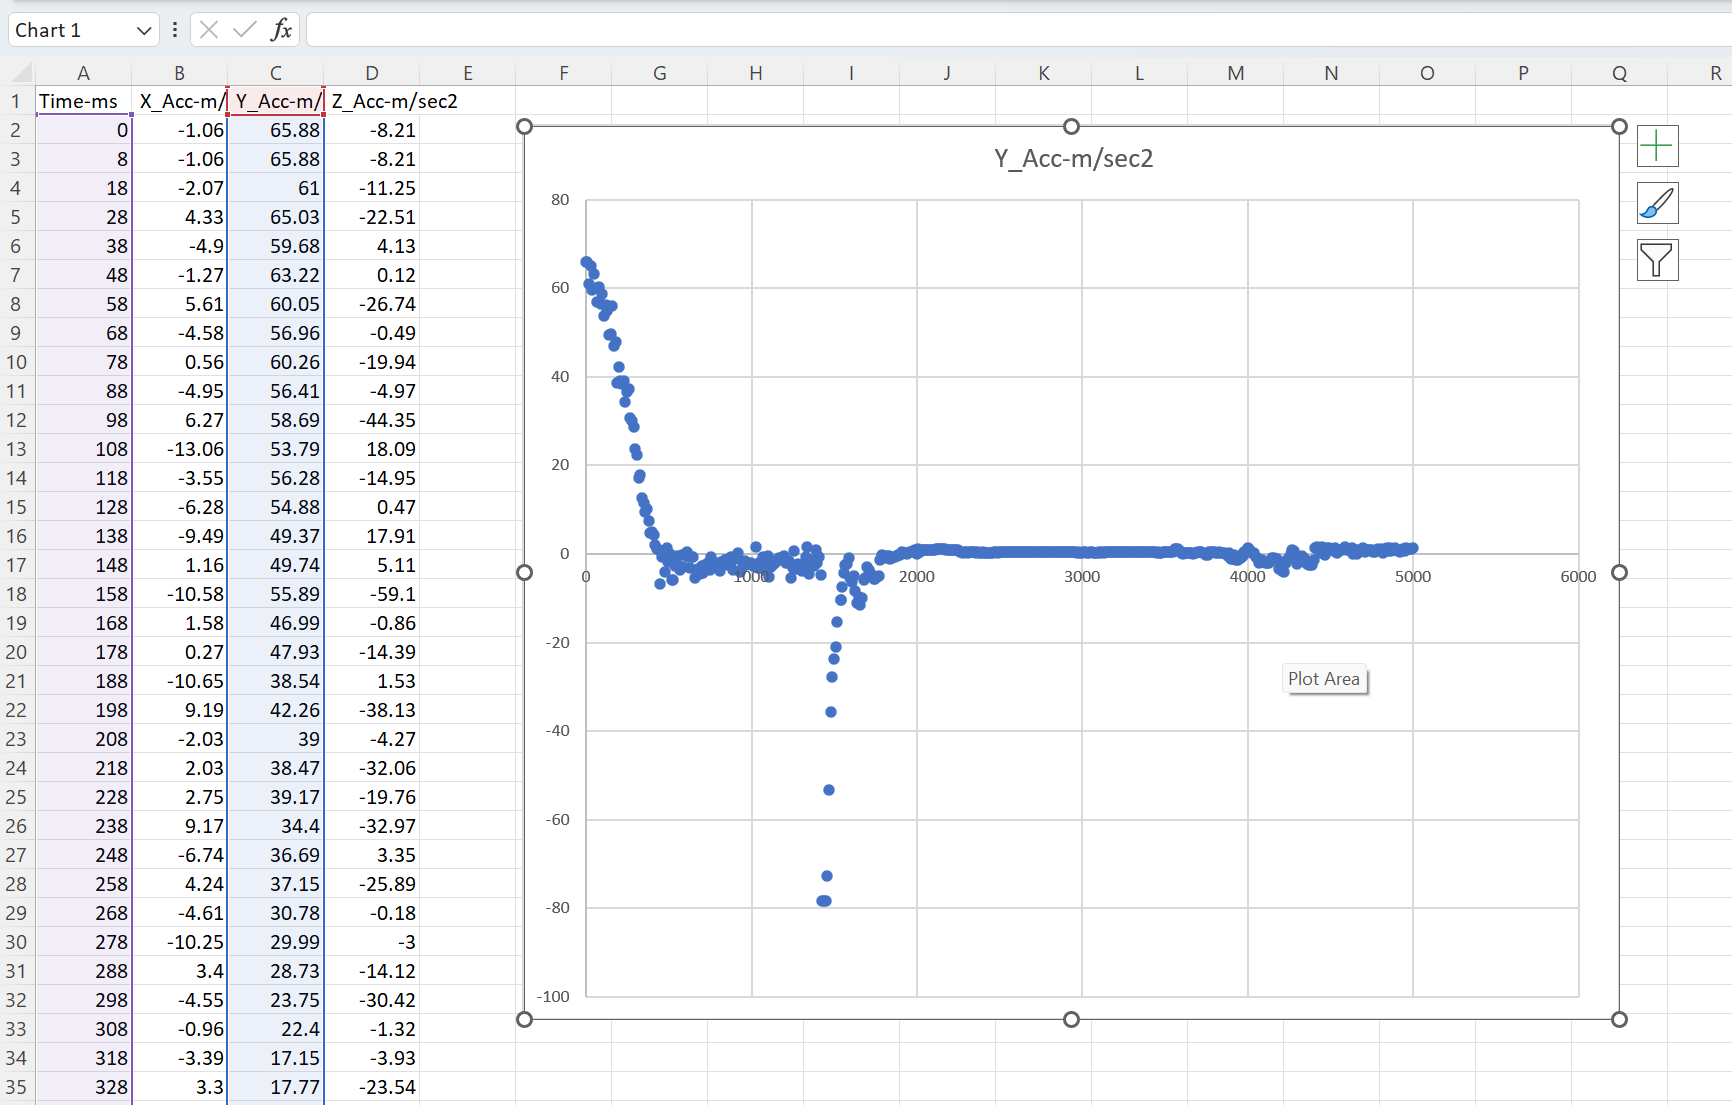 Chart 1
fx
A B C D E F G H I J K L M N O P Q R
1 Time-ms X_Acc-m/ Y_Acc-m/ Z_Acc-m/sec2
2 0 -1.06 65.88 -8.21
3 8 -1.06 65.88 -8.21
4 18 -2.07 61 -11.25
5 28 4.33 65.03 -22.51
6 38 -4.9 59.68 4.13
7 48 -1.27 63.22 0.12
8 58 5.61 60.05 -26.74
9 68 -4.58 56.96 -0.49
10 78 0.56 60.26 -19.94
11 88 -4.95 56.41 -4.97
12 98 6.27 58.69 -44.35
13 108 -13.06 53.79 18.09
14 118 -3.55 56.28 -14.95
15 128 -6.28 54.88 0.47
16 138 -9.49 49.37 17.91
17 148 1.16 49.74 5.11
18 158 -10.58 55.89 -59.1
19 168 1.58 46.99 -0.86
20 178 0.27 47.93 -14.39
21 188 -10.65 38.54 1.53
22 198 9.19 42.26 -38.13
23 208 -2.03 39 -4.27
24 218 2.03 38.47 -32.06
25 228 2.75 39.17 -19.76
26 238 9.17 34.4 -32.97
27 248 -6.74 36.69 3.35
28 258 4.24 37.15 -25.89
29 268 -4.61 30.78 -0.18
30 278 -10.25 29.99 -3
31 288 3.4 28.73 -14.12
32 298 -4.55 23.75 -30.42
33 308 -0.96 22.4 -1.32
34 318 -3.39 17.15 -3.93
35 328 3.3 17.77 -23.54
Y_Acc-m/sec2
80
60
40
20
0
0 1000 2000 3000 4000 5000 6000
-20
Plot Area
-40
-60
-80
-100